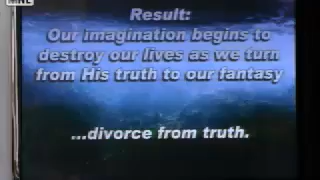 Result:
Our imagination begins to
destroy our lives as we turn
from His truth to our fantasy
...divorce from truth.